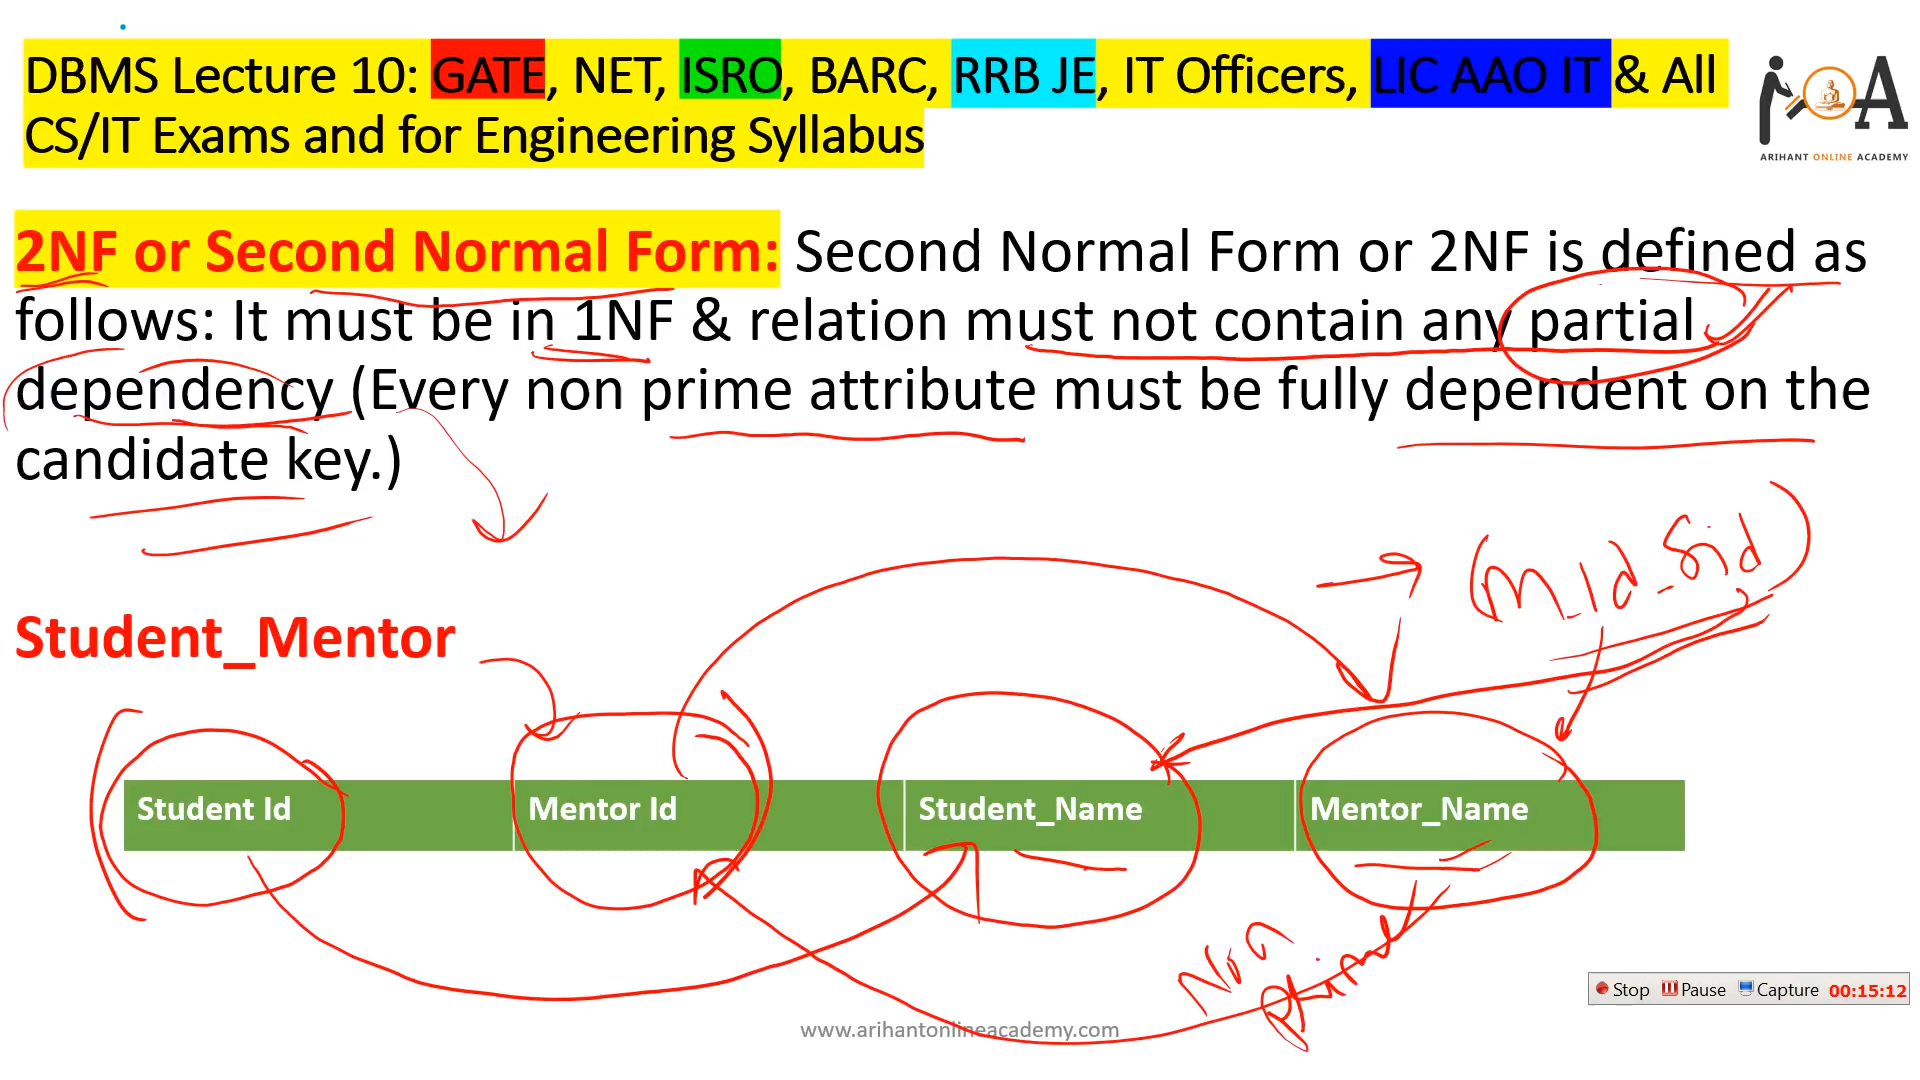 DBMS Lecture 10: GATE, NET, ISRO, BARC, RRB JE, IT Officers, LIC AAO IT & All
CS/IT Exams and for Engineering Syllabus
ARIHANT ONLINE ACADEMY
2NF or Second Normal Form: Second Normal Form or 2NF is defined as
follows: It must be in 1NF & relation must not contain any partial
dependency (Every non prime attribute must be fully dependent on the
candidate key.)
(M_Id_Sid)
Student_Mentor
Student Id Mentor Id Student_Name Mentor_Name
Non
prime
Stop Pause Capture 00:15:12
www.arihantonlineacademy.com